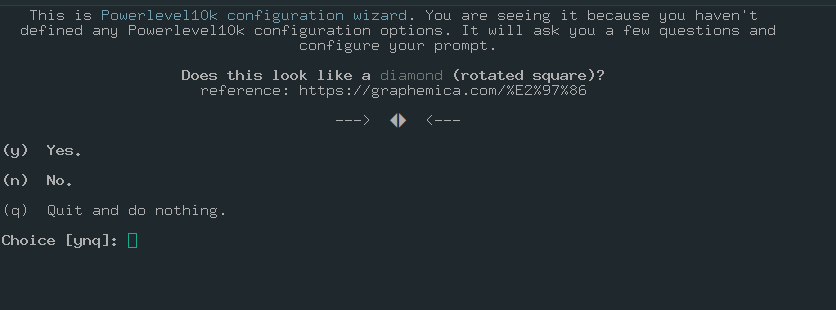 This is Powerlevel10k configuration wizard. You are seeing it because you haven't
defined any Powerlevel10k configuration options. It will ask you a few questions and
configure your prompt.
Does this look like a diamond (rotated square)?
reference: https://graphemica.com/%E2%97%86
---> ◆ <---
(y) Yes.
(n) No.
(q) Quit and do nothing.
Choice [ynq]: